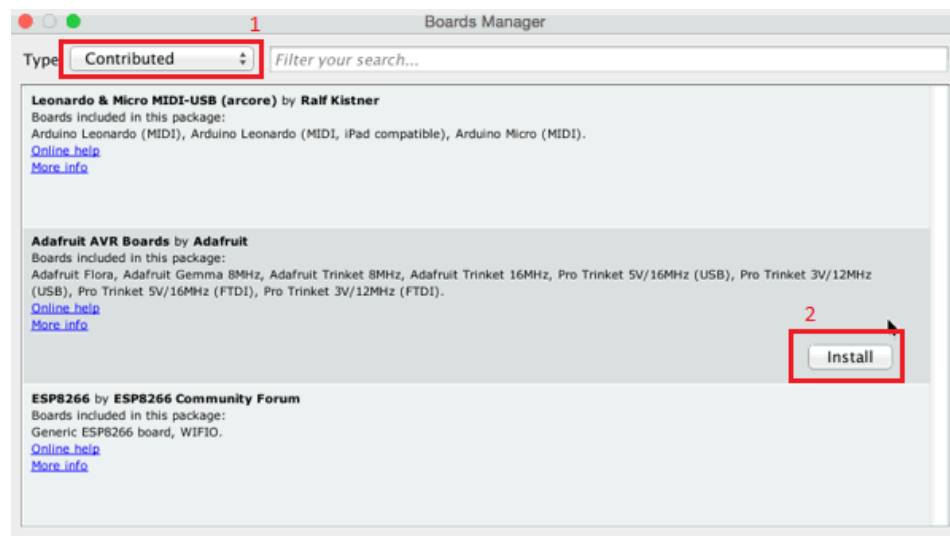 1
Boards Manager
Type Contributed Filter your search...
Leonardo & Micro MIDI-USB (arcore) by Ralf Kistner
Boards included in this package:
Arduino Leonardo (MIDI), Arduino Leonardo (MIDI, iPad compatible), Arduino Micro (MIDI).
Online help
More info
Adafruit AVR Boards by Adafruit
Boards included in this package:
Adafruit Flora, Adafruit Gemma 8MHz, Adafruit Trinket 8MHz, Adafruit Trinket 16MHz, Pro Trinket 5V/16MHz (USB), Pro Trinket 3V/12MHz
(USB), Pro Trinket 5V/16MHz (FTDI), Pro Trinket 3V/12MHz (FTDI).
Online help
More info
2
Install
ESP8266 by ESP8266 Community Forum
Boards included in this package:
Generic ESP8266 board, WIFIO.
Online help
More info